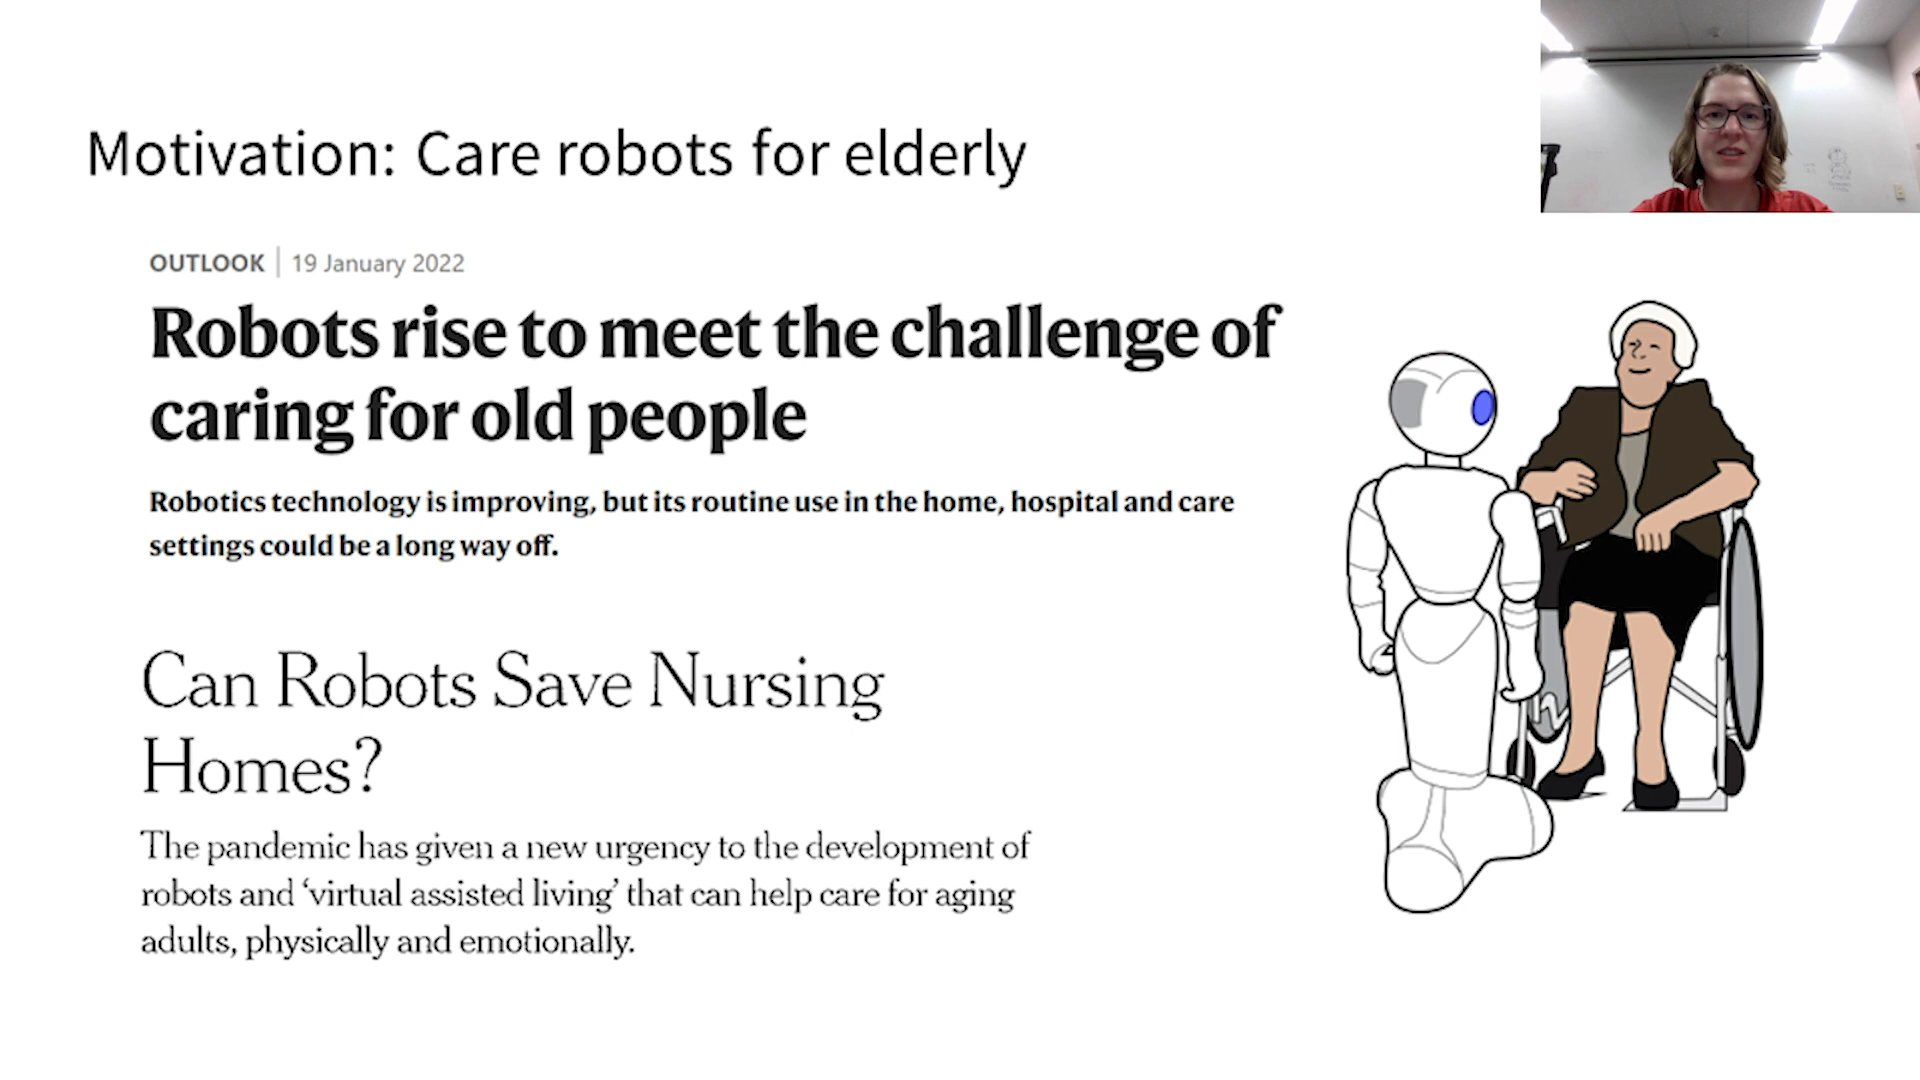 Motivation: Care robots for elderly
OUTLOOK | 19 January 2022
Robots rise to meet the challenge of
caring for old people
Robotics technology is improving, but its routine use in the home, hospital and care
settings could be a long way off.
Can Robots Save Nursing
Homes?
The pandemic has given a new urgency to the development of
robots and ‘virtual assisted living’ that can help care for aging
adults, physically and emotionally.